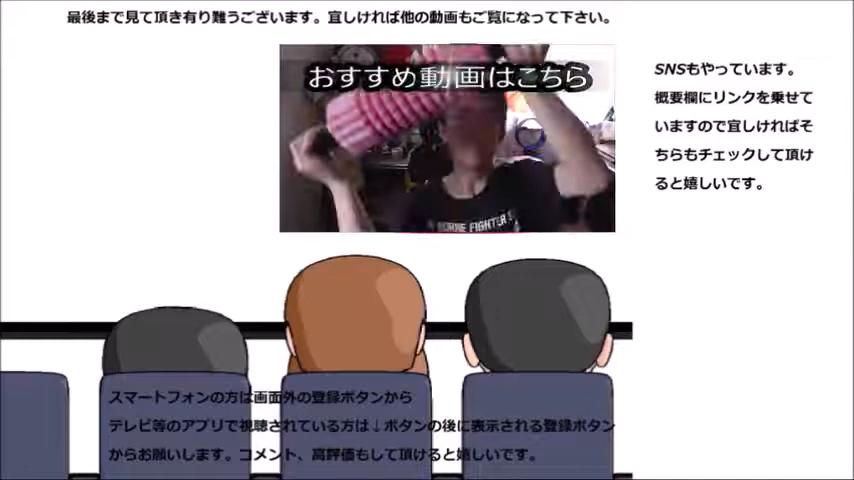 最後まで見て頂き有り難うございます。宜しければ他の動画もご覧になって下さい。
おすすめ動画はこちら
SNSもやっています。
概要欄にリンクを乗せて
いますので宜しければそ
ちらもチェックして頂け
ると嬉しいです。
FIGHTER
スマートフォンの方は画面外の登録ボタンから
テレビ等のアプリで視聴されている方は↓ボタンの後に表示される登録ボタン
からお願いします。コメント、高評価もして頂けると嬉しいです。